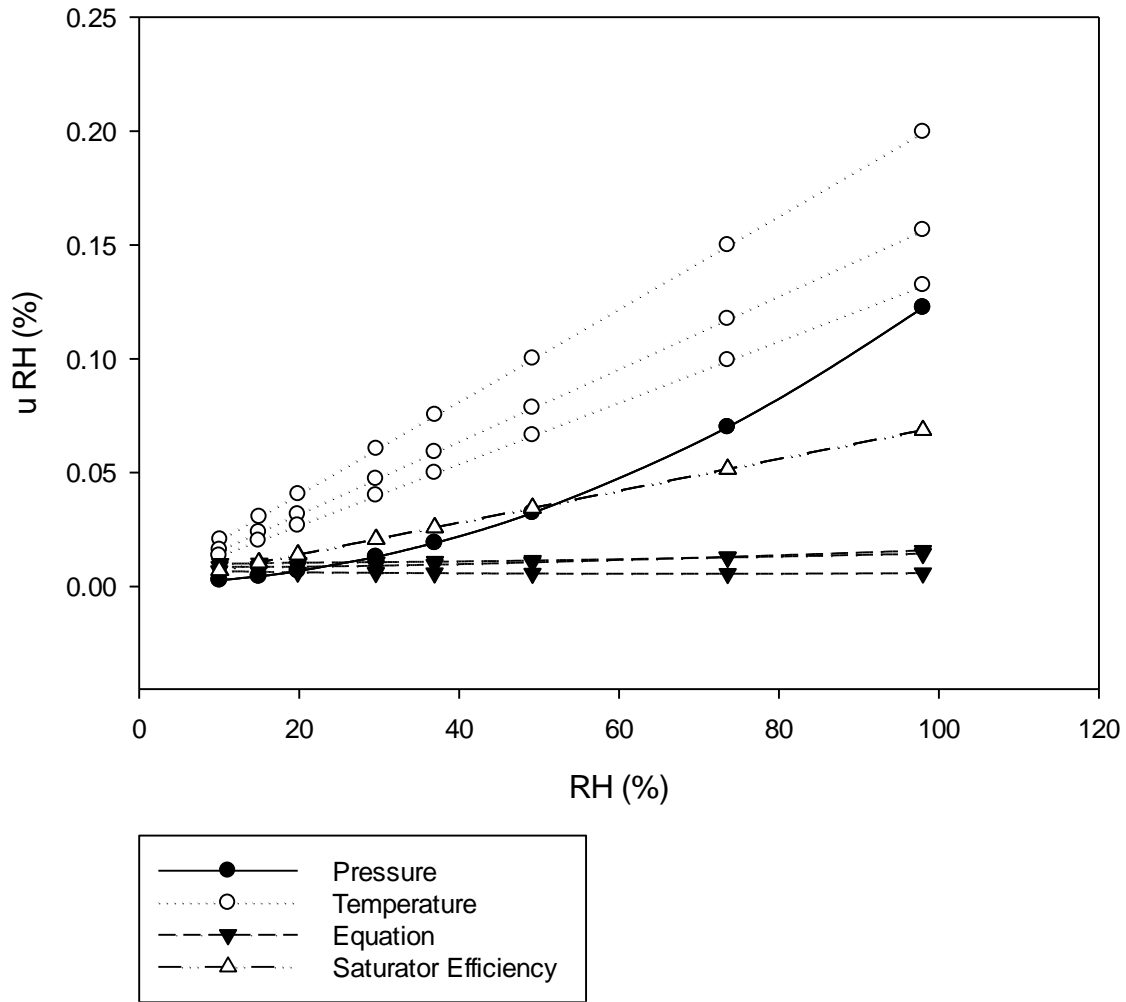 0.25
0.20
0.15
0.10
0.05
0.00
u RH (%)
0 20 40 60 80 100 120
RH (%)
Pressure
Temperature
Equation
Saturator Efficiency